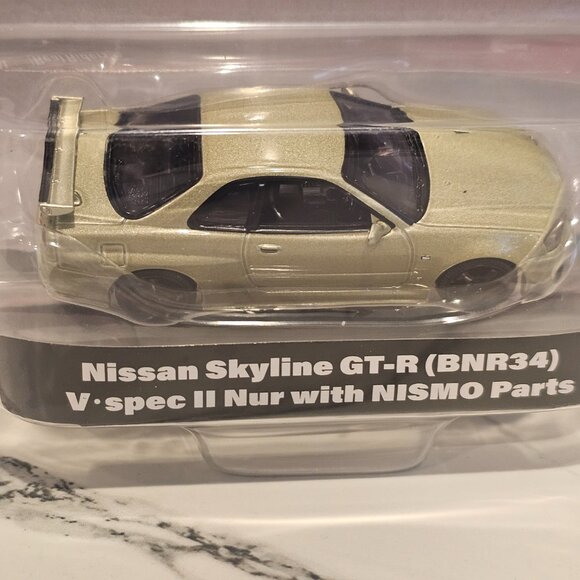 Nissan Skyline GT-R (BNR34)
V·spec II Nur with NISMO Parts